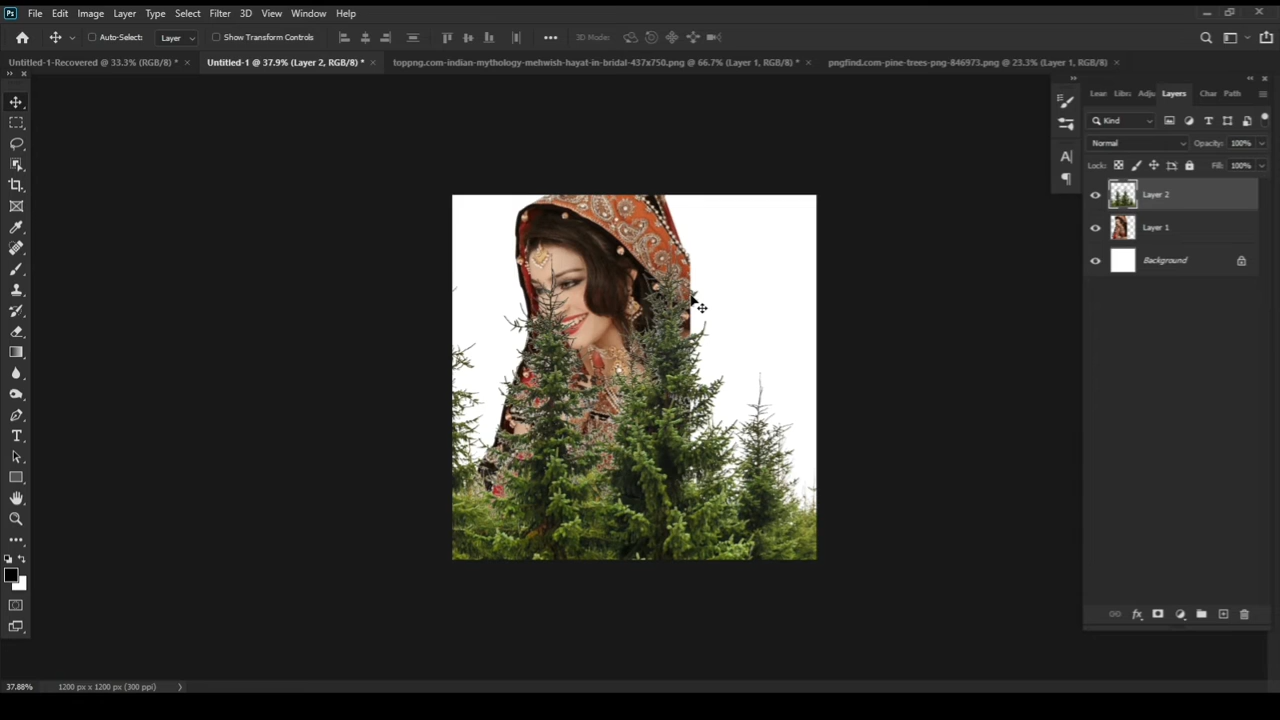 Ps File Edit Image Layer Type Select Filter 3D View Window Help
Auto-Select: Layer Show Transform Controls 3D Mode:
Untitled-1-Recovered @ 33.3% (RGB/8) * × Untitled-1 @ 37.9% (Layer 2, RGB/8) * × toppng.com-indian-mythology-mehwish-hayat-in-bridal-437x750.png @ 66.7% (Layer 1, RGB/8) * × pngfind.com-pine-trees-png-846973.png @ 23.3% (Layer 1, RGB/8) ×
Lear Libra Adju Layers Char Path
Kind
Normal Opacity: 100%
Lock: Fill: 100%
Layer 2
Layer 1
Background
37.88% 1200 px x 1200 px (300 ppi)